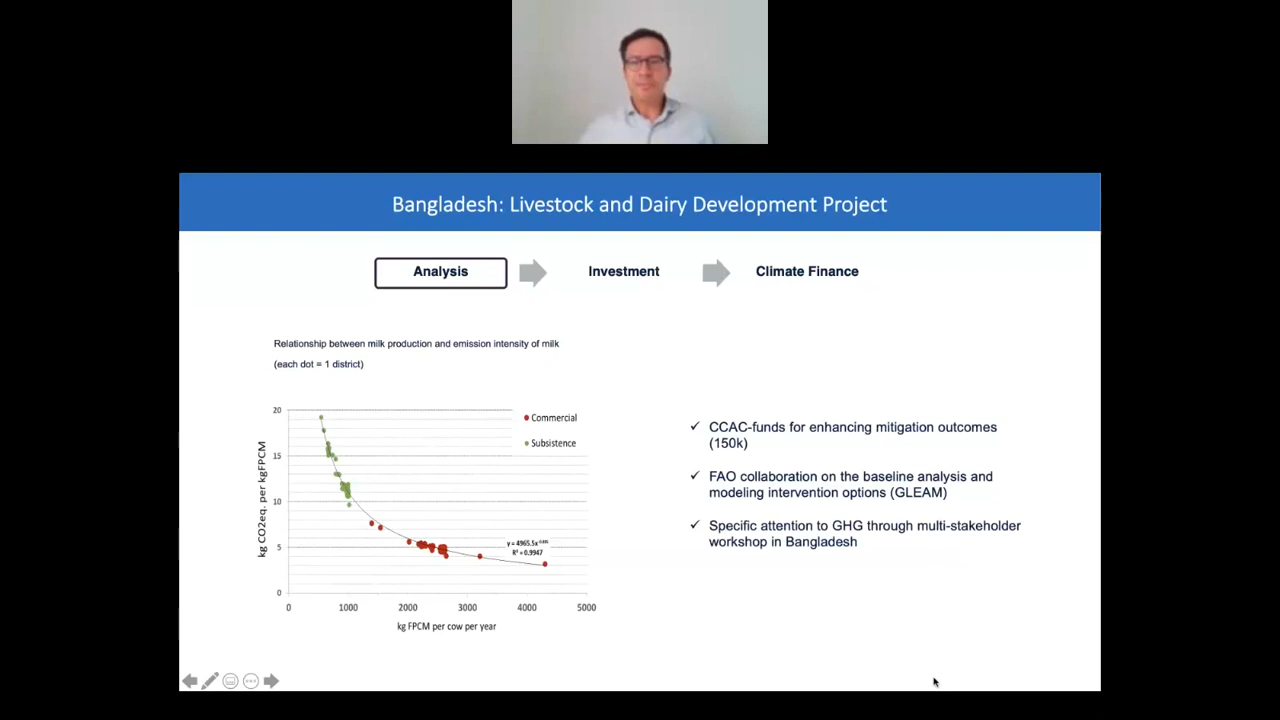 Bangladesh: Livestock and Dairy Development Project
Analysis
Investment
Climate Finance
Relationship between milk production and emission intensity of milk
(each dot = 1 district)
20
15
10
5
0
kg CO2eq. per kgFPCM
Commercial
Subsistence
R² = 0.9947
0
1000
2000
3000
4000
5000
kg FPCM per cow per year
✓ CCAC-funds for enhancing mitigation outcomes
(150k)
✓ FAO collaboration on the baseline analysis and
modeling intervention options (GLEAM)
✓ Specific attention to GHG through multi-stakeholder
workshop in Bangladesh